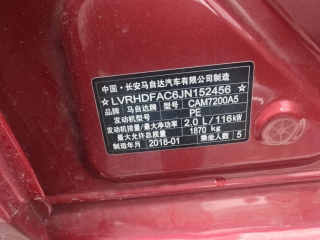 中国·长安马自达汽车有限公司制造
★LVRHDFAC6JN152456★
品牌 马自达牌 型号 CAM7200A5
发动机型号 PE
发动机排量/最大净功率 2.0 L/116kW
最大允许总质量 1870 kg
制造年月 2018-01 乘坐人数 5